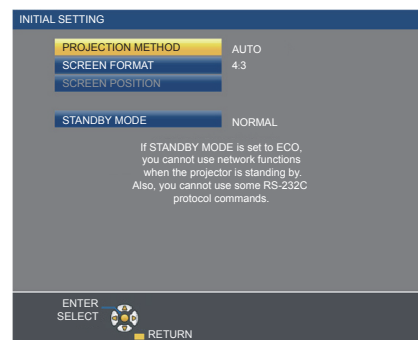 INITIAL SETTING
PROJECTION METHOD AUTO
SCREEN FORMAT 4:3
SCREEN POSITION
STANDBY MODE NORMAL
If STANDBY MODE is set to ECO,
you cannot use network functions
when the projector is standing by.
Also, you cannot use some RS-232C
protocol commands.
ENTER
SELECT
RETURN